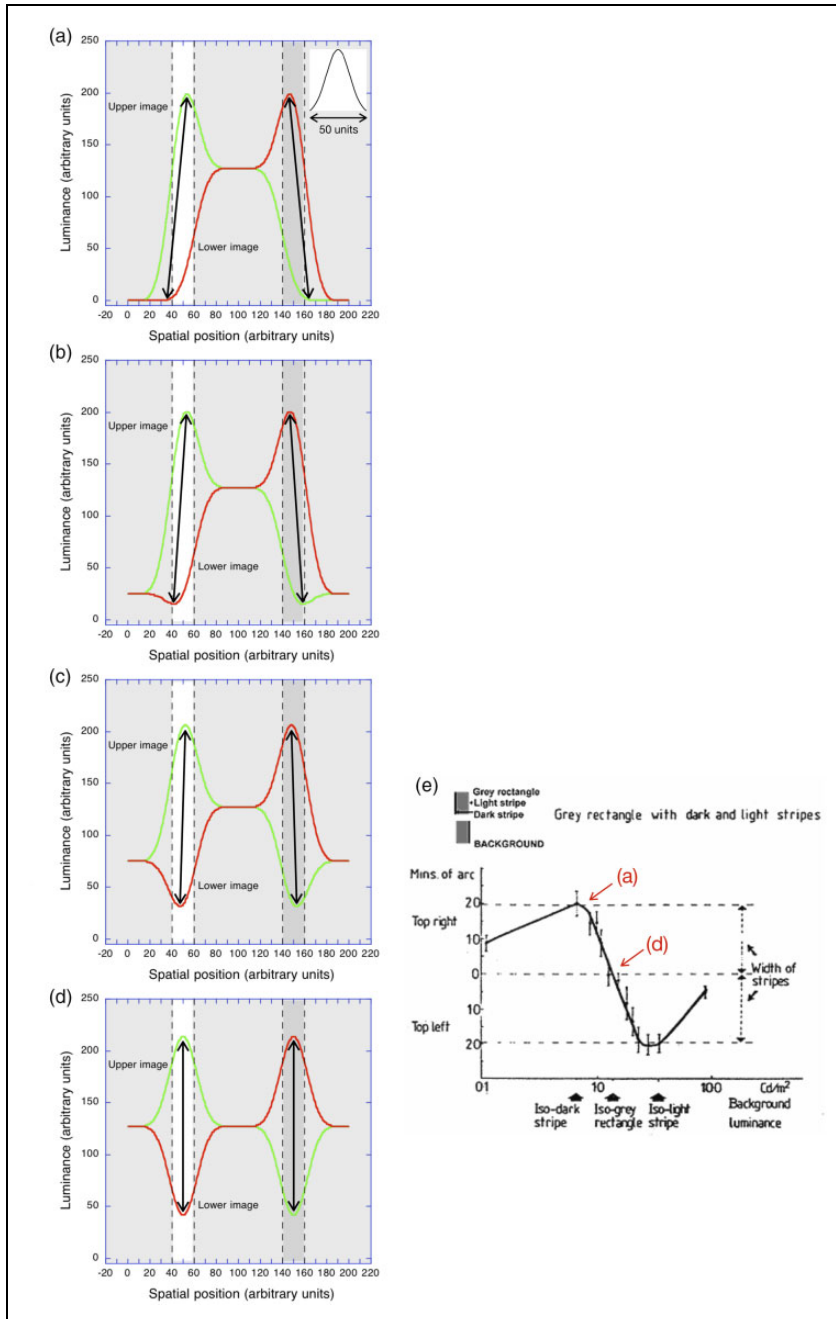 (a)
250
200
150
100
50
0
Luminance (arbitrary units)
Upper image
Lower image
50 units
-20 0 20 40 60 80 100 120 140 160 180 200 220
Spatial position (arbitrary units)
(b)
250
200
150
100
50
0
Luminance (arbitrary units)
Upper image
Lower image
-20 0 20 40 60 80 100 120 140 160 180 200 220
Spatial position (arbitrary units)
(c)
250
200
150
100
50
0
Luminance (arbitrary units)
Upper image
Lower image
-20 0 20 40 60 80 100 120 140 160 180 200 220
Spatial position (arbitrary units)
(d)
250
200
150
100
50
0
Luminance (arbitrary units)
Upper image
Lower image
-20 0 20 40 60 80 100 120 140 160 180 200 220
Spatial position (arbitrary units)
(e)
Grey rectangle
Light stripe
Dark stripe
BACKGROUND
Grey rectangle with dark and light stripes
Mins. of arc
20
Top right
10
0
10
Top left
20
(a)
(d)
Width of
stripes
01 10 100 Cd/m²
Background
luminance
Iso-dark
stripe
Iso-grey
rectangle
Iso-light
stripe